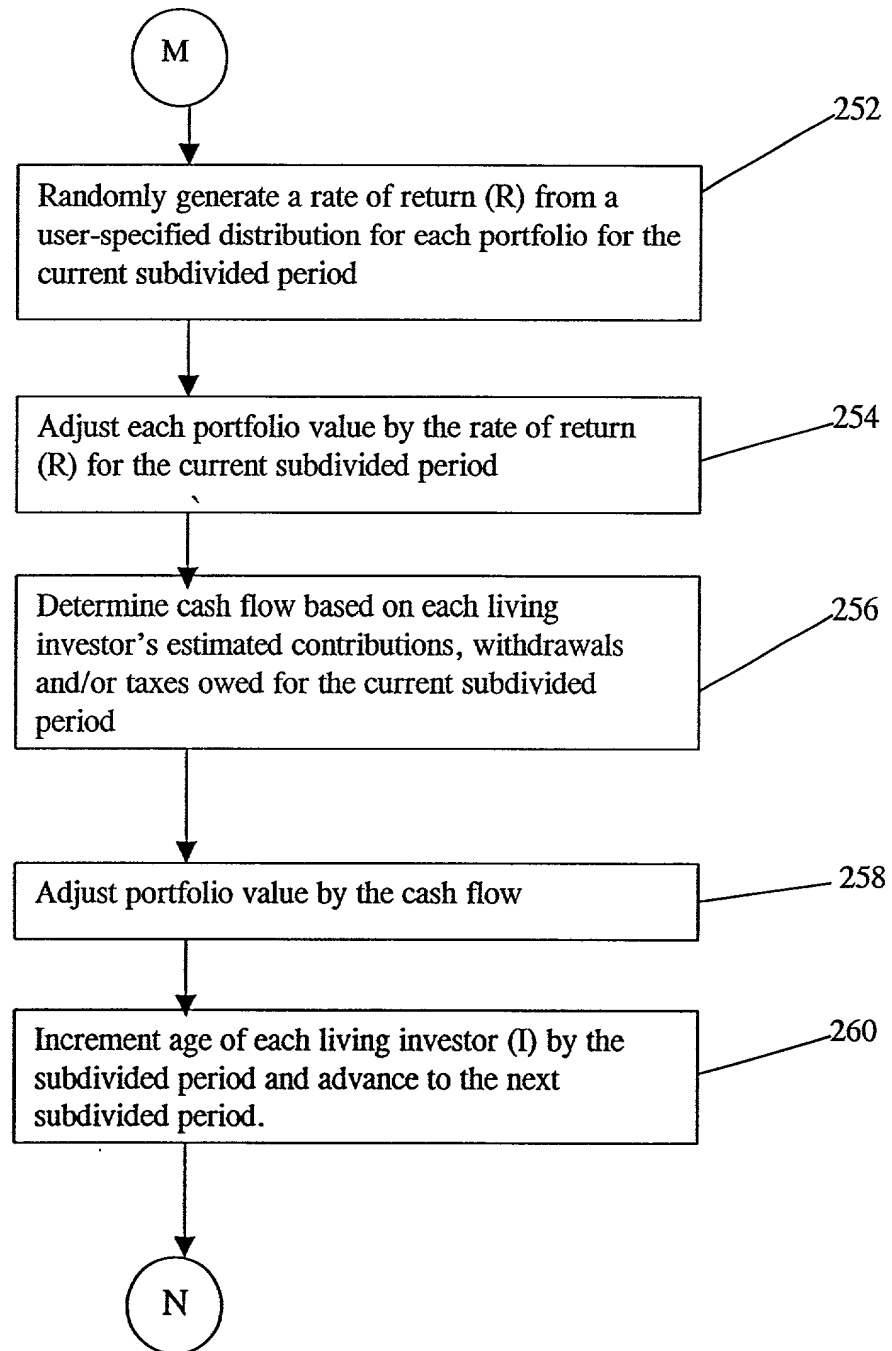 M
252
Randomly generate a rate of return (R) from a
user-specified distribution for each portfolio for the
current subdivided period
254
Adjust each portfolio value by the rate of return
(R) for the current subdivided period
256
Determine cash flow based on each living
investor's estimated contributions, withdrawals
and/or taxes owed for the current subdivided
period
258
Adjust portfolio value by the cash flow
260
Increment age of each living investor (I) by the
subdivided period and advance to the next
subdivided period.
N